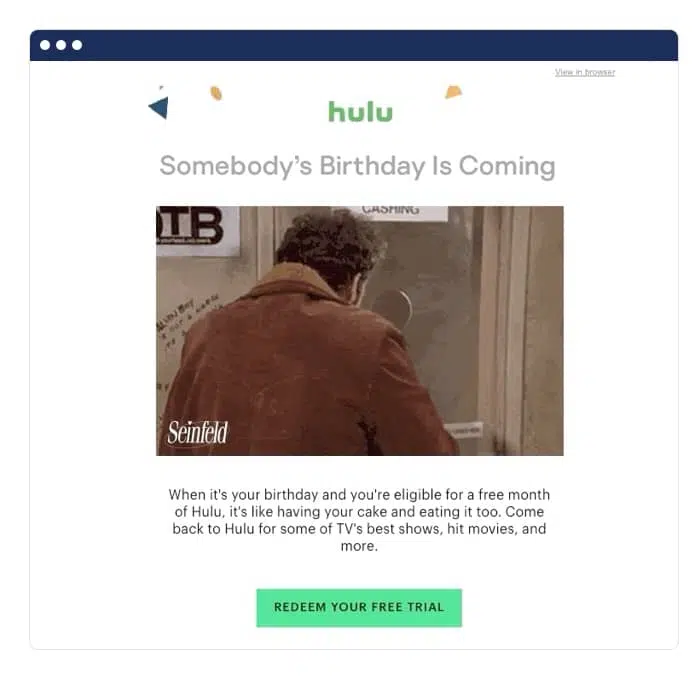 View in browser
hulu
Somebody's Birthday Is Coming
OTB
CASHING
Seinfeld
When it's your birthday and you're eligible for a free month
of Hulu, it's like having your cake and eating it too. Come
back to Hulu for some of TV's best shows, hit movies, and
more.
REDEEM YOUR FREE TRIAL